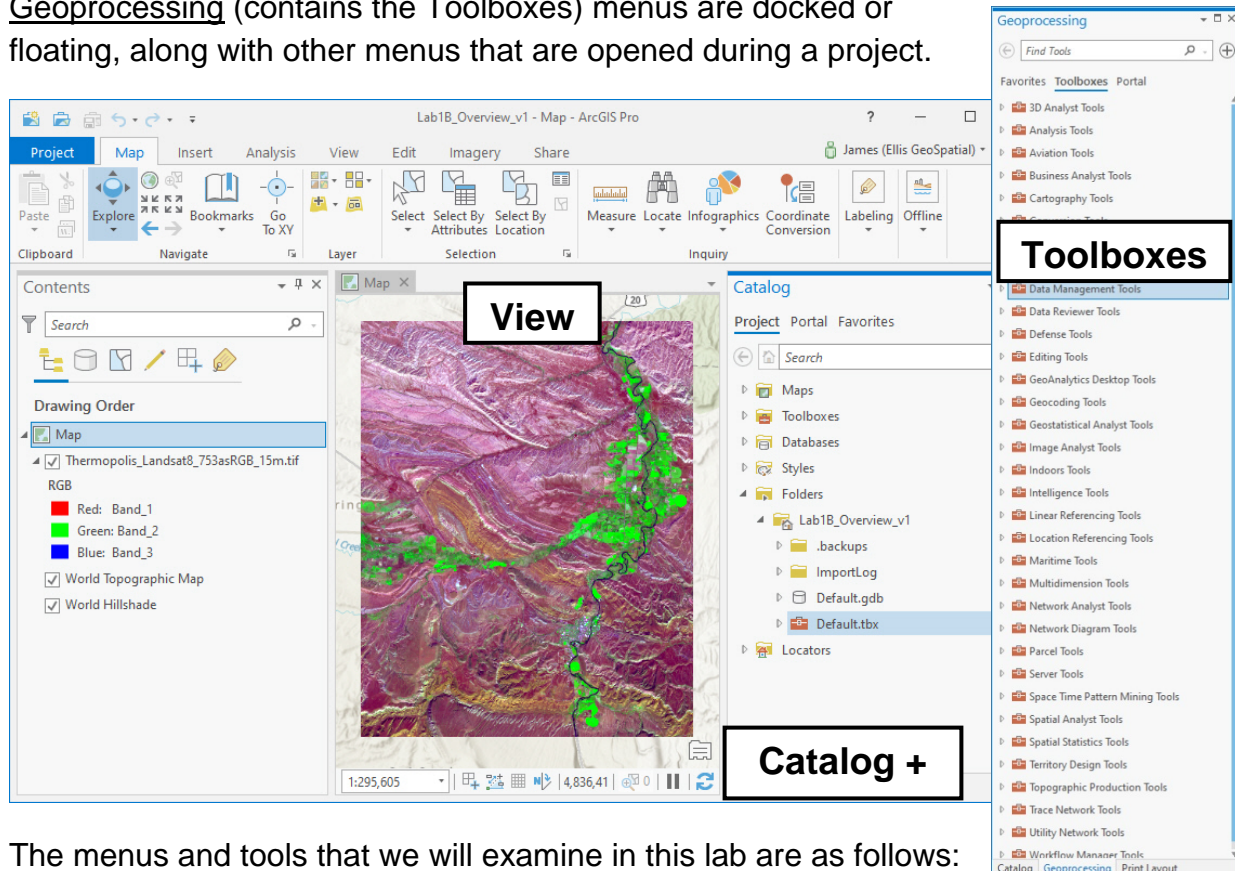 Geoprocessing (contains the Toolboxes) menus are docked or
floating, along with other menus that are opened during a project.
Lab1B_Overview_v1 - Map - ArcGIS Pro
?
Project Map Insert Analysis View Edit Imagery Share
James (Ellis GeoSpatial)
Paste
Explore
Bookmarks
Go
To XY
Select
Select By
Attributes
Select By
Location
Measure
Locate
Infographics
Coordinate
Conversion
Labeling
Offline
Clipboard
Navigate
Layer
Selection
Inquiry
Contents
Search
Drawing Order
Map
Thermopolis_Landsat8_753asRGB_15m.tif
RGB
Red: Band_1
Green: Band_2
Blue: Band_3
World Topographic Map
World Hillshade
Map
View
20
1:295,605
4,836,41
0
Catalog
Project Portal Favorites
Search
Maps
Toolboxes
Databases
Styles
Folders
Lab1B_Overview_v1
.backups
ImportLog
Default.gdb
Default.tbx
Locators
Catalog +
Geoprocessing
Find Tools
Favorites Toolboxes Portal
3D Analyst Tools
Analysis Tools
Aviation Tools
Business Analyst Tools
Cartography Tools
Toolboxes
Data Management Tools
Data Reviewer Tools
Defense Tools
Editing Tools
GeoAnalytics Desktop Tools
Geocoding Tools
Geostatistical Analyst Tools
Image Analyst Tools
Indoors Tools
Intelligence Tools
Linear Referencing Tools
Location Referencing Tools
Maritime Tools
Multidimension Tools
Network Analyst Tools
Network Diagram Tools
Parcel Tools
Server Tools
Space Time Pattern Mining Tools
Spatial Analyst Tools
Spatial Statistics Tools
Territory Design Tools
Topographic Production Tools
Trace Network Tools
Utility Network Tools
Workflow Manager Tools
Catalog Geoprocessing Print Layout
The menus and tools that we will examine in this lab are as follows: